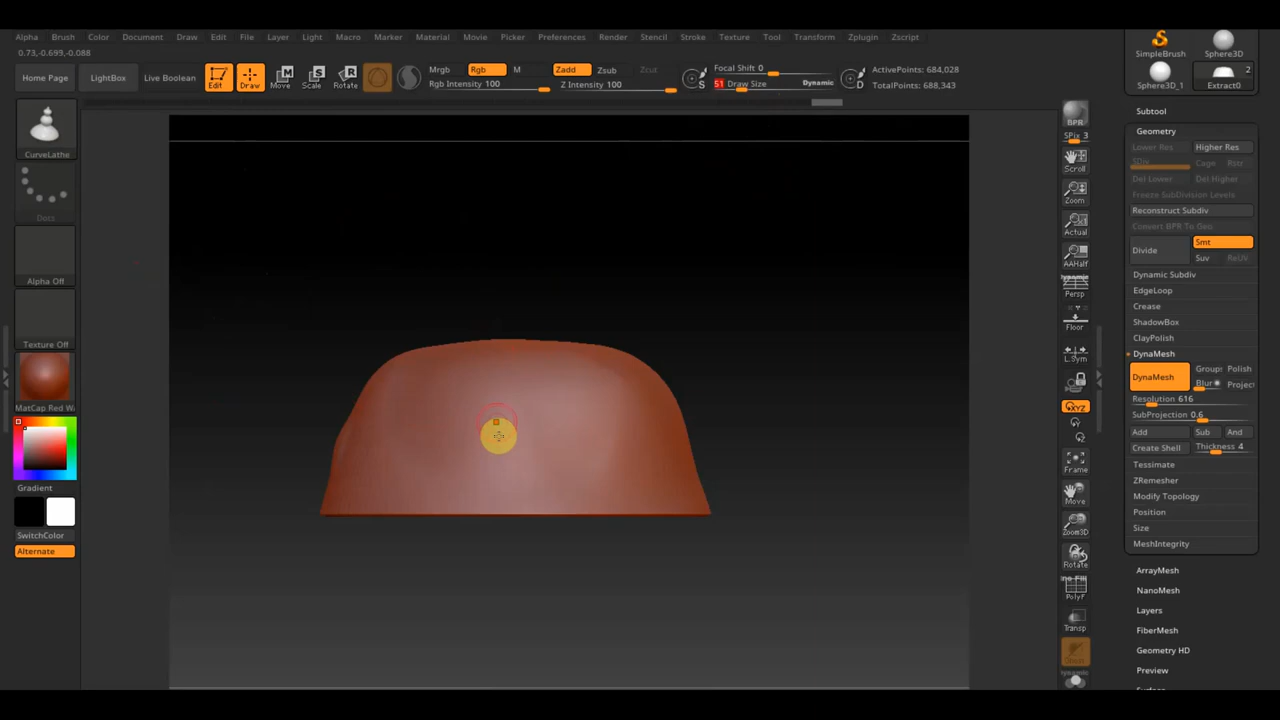 Alpha Brush Color Document Draw Edit File Layer Light Macro Marker Material Movie Picker Preferences Render Stencil Stroke Texture Tool Transform Zplugin Zscript
0.73,-0.699,-0.088
Home Page LightBox Live Boolean Edit Draw Move Scale Rotate
Mrgb Rgb M Zadd Zsub Zcut
Rgb Intensity 100 Z Intensity 100
Focal Shift 0
51 Draw Size Dynamic
ActivePoints: 684,028
TotalPoints: 688,343
SimpleBrush Sphere3D
Sphere3D_1 Extract0
2
CurveLathe
Dots
Alpha Off
Texture Off
MatCap Red Wa
Gradient
SwitchColor
Alternate
BPR
SPix 3
Scroll
Zoom
Actual
AAHalf
Dynamic
Persp
Floor
L.Sym
XYZ
Frame
Move
Zoom3D
Rotate
PolyF
Transp
Subtool
Geometry
Lower Res Higher Res
SDiv Cage Rstr
Del Lower Del Higher
Freeze SubDivision Levels
Reconstruct Subdiv
Convert BPR To Geo
Divide Smt
Suv ReUV
Dynamic Subdiv
EdgeLoop
Crease
ShadowBox
ClayPolish
DynaMesh
DynaMesh Group: Polish
Blur Projec
Resolution 616
SubProjection 0.6
Add Sub And
Create Shell Thickness 4
Tessimate
ZRemesher
Modify Topology
Position
Size
MeshIntegrity
ArrayMesh
NanoMesh
Layers
FiberMesh
Geometry HD
Preview